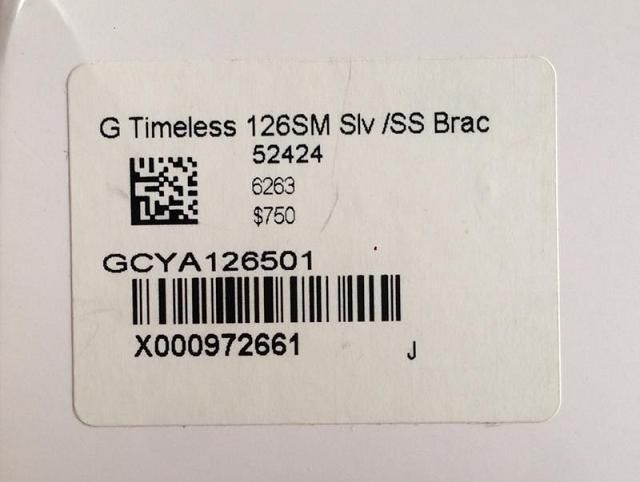 G Timeless 126SM Slv /SS Brac
52424
6263
$750
GCYA126501
X000972661
J